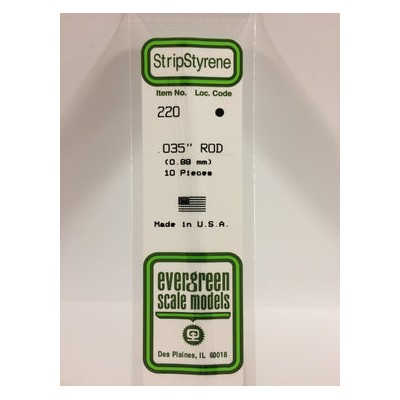 StripStyrene
Item No. Loc. Code
220
.035" ROD
(0.88 mm)
10 Pieces
Made in U.S.A.
evergreen
scale models
Des Plaines, IL 60018